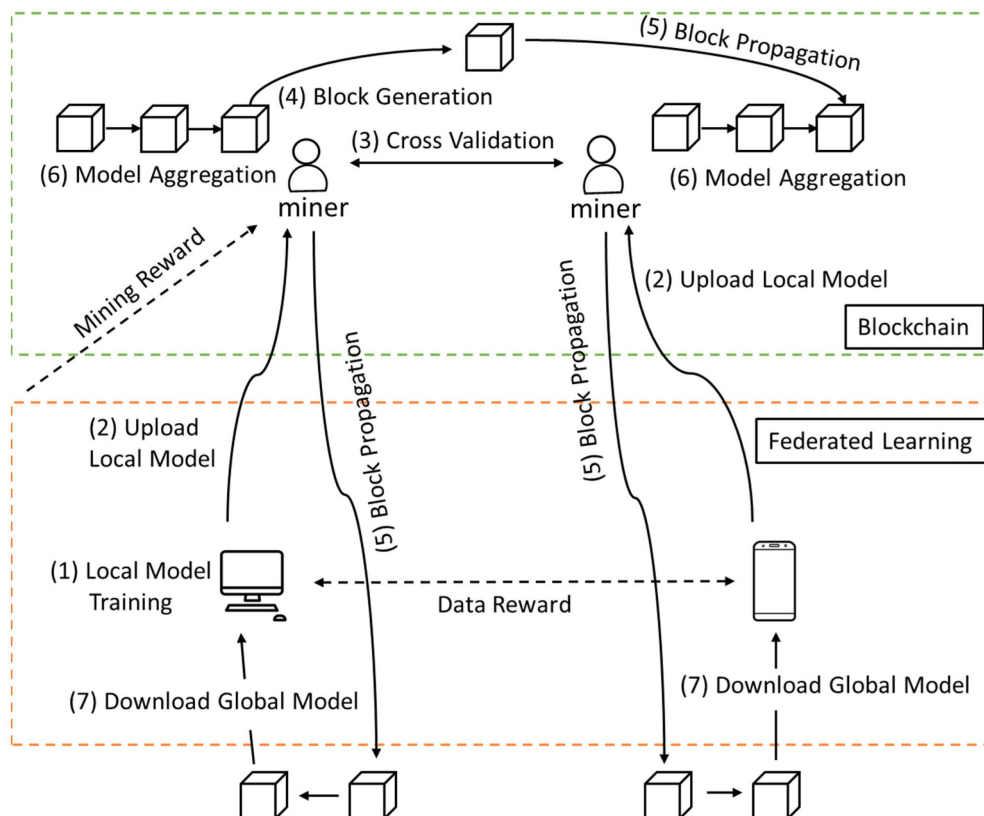 (5) Block Propagation
(4) Block Generation
(3) Cross Validation
(6) Model Aggregation
(6) Model Aggregation
miner
miner
Mining Reward
(2) Upload Local Model
Blockchain
(5) Block Propagation
(5) Block Propagation
(2) Upload
Local Model
Federated Learning
(1) Local Model
Training
Data Reward
(7) Download Global Model
(7) Download Global Model